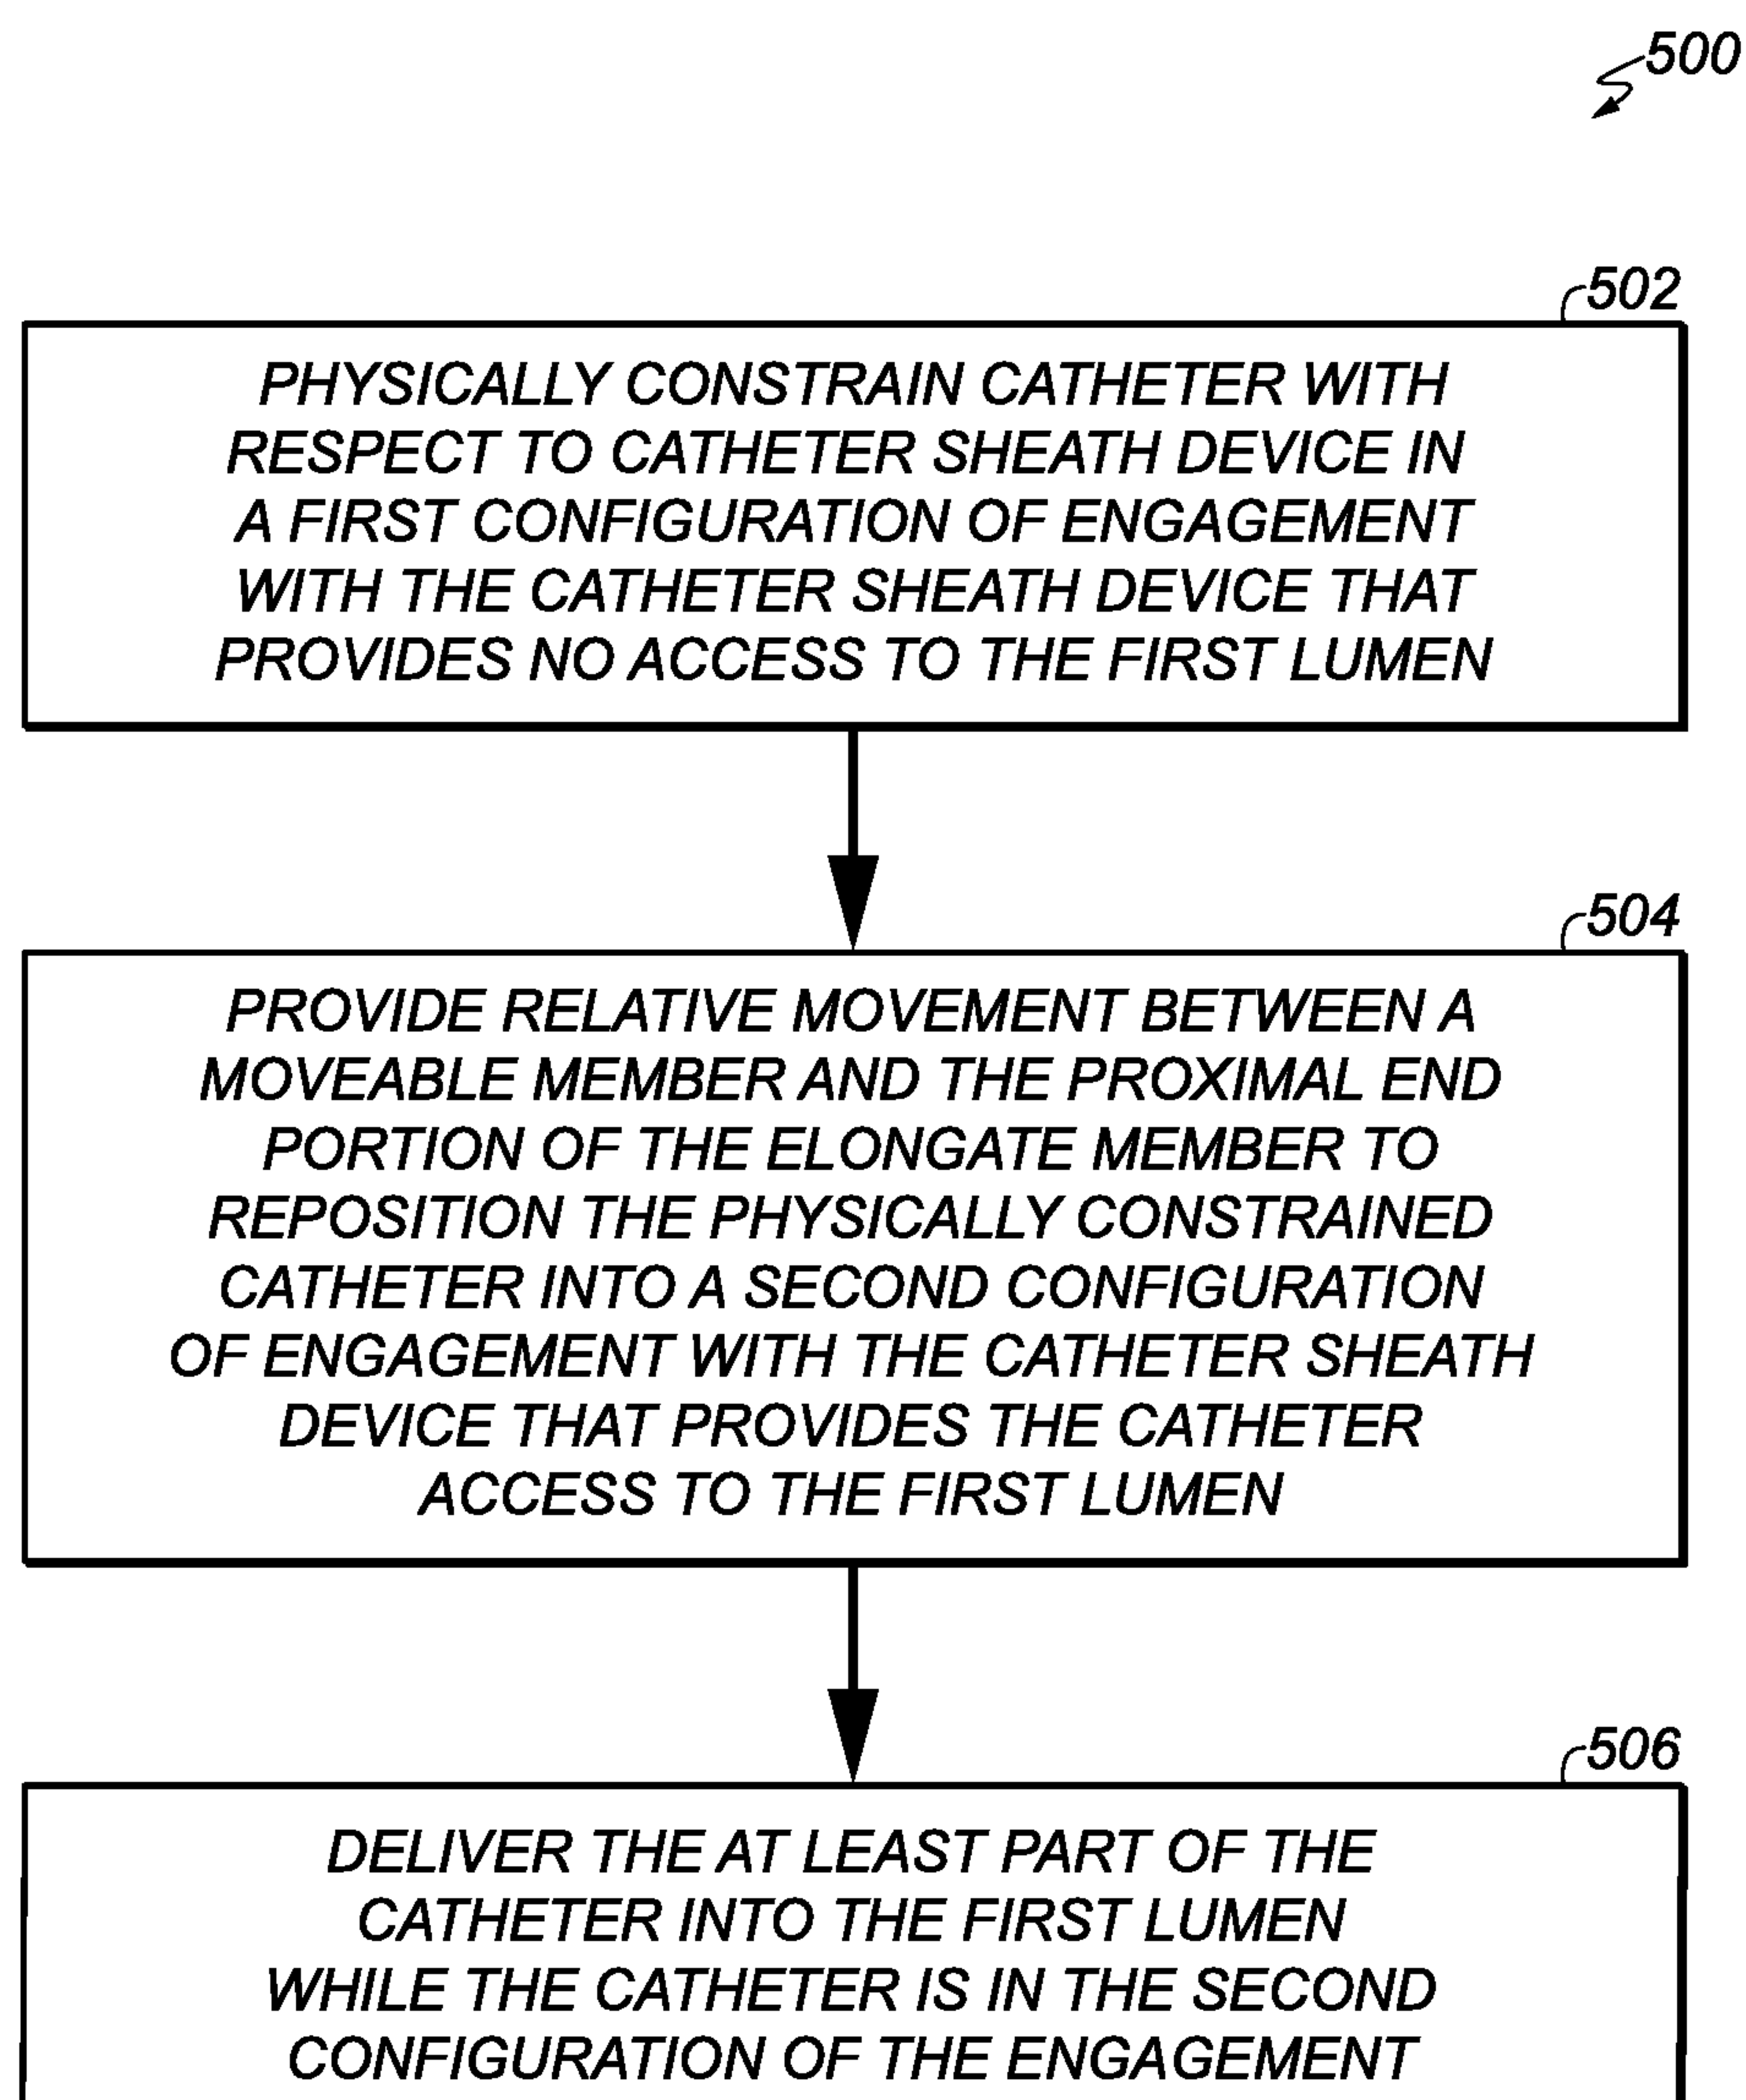 500
502
PHYSICALLY CONSTRAIN CATHETER WITH
RESPECT TO CATHETER SHEATH DEVICE IN
A FIRST CONFIGURATION OF ENGAGEMENT
WITH THE CATHETER SHEATH DEVICE THAT
PROVIDES NO ACCESS TO THE FIRST LUMEN
504
PROVIDE RELATIVE MOVEMENT BETWEEN A
MOVEABLE MEMBER AND THE PROXIMAL END
PORTION OF THE ELONGATE MEMBER TO
REPOSITION THE PHYSICALLY CONSTRAINED
CATHETER INTO A SECOND CONFIGURATION
OF ENGAGEMENT WITH THE CATHETER SHEATH
DEVICE THAT PROVIDES THE CATHETER
ACCESS TO THE FIRST LUMEN
506
DELIVER THE AT LEAST PART OF THE
CATHETER INTO THE FIRST LUMEN
WHILE THE CATHETER IS IN THE SECOND
CONFIGURATION OF THE ENGAGEMENT